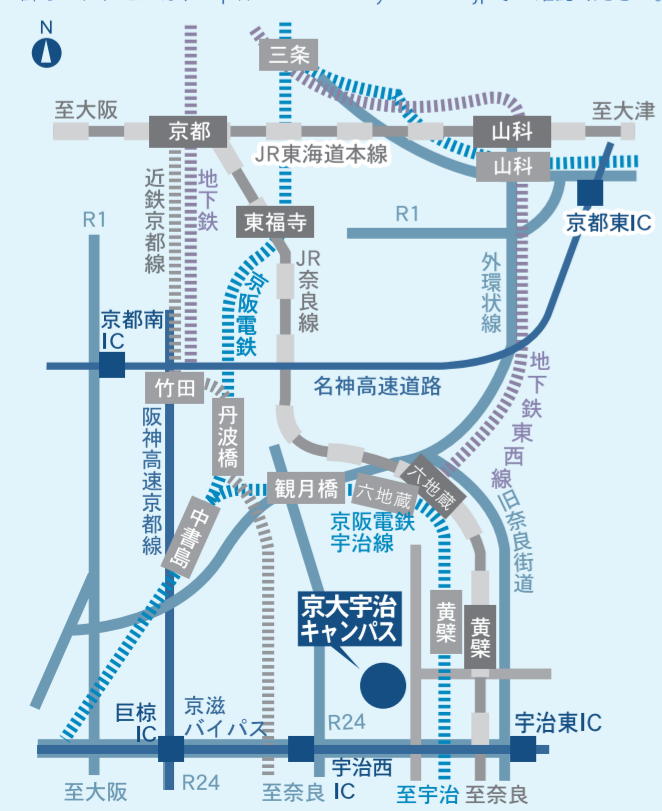 N
三条
至大阪
京都
山科
至大津
JR東海道本線
山科
近鉄京都線
地下鉄
東福寺
R1
R1
京都東IC
京阪電鉄
JR奈良線
外環状線
京都南
IC
竹田
名神高速道路
地下鉄東西線
丹波橋
阪神高速京都線
観月橋
六地蔵
六地蔵
中書島
京阪電鉄
宇治線
旧奈良街道
京大宇治
キャンパス
黄檗
黄檗
巨椋
IC
京滋
バイパス
R24
宇治東IC
宇治西
IC
至大阪
R24
至奈良
至宇治
至奈良